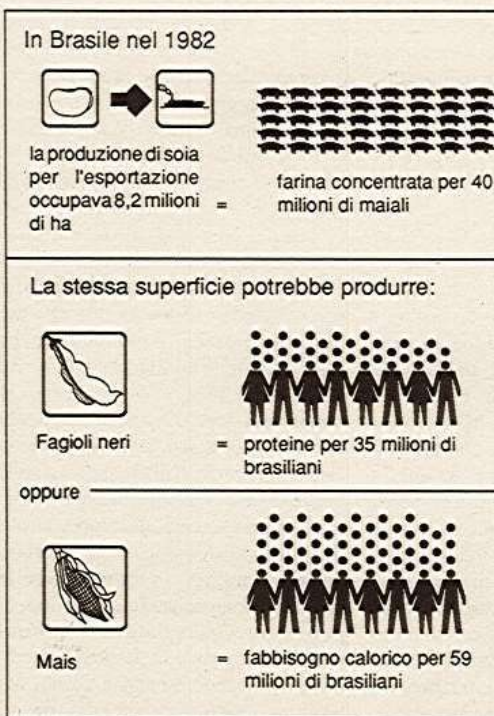 In Brasile nel 1982
la produzione di soia
per l'esportazione
occupava 8,2 milioni
di ha
=
farina concentrata per 40
milioni di maiali
La stessa superficie potrebbe produrre:
Fagioli neri
= proteine per 35 milioni di
brasiliani
oppure
Mais
= fabbisogno calorico per 59
milioni di brasiliani